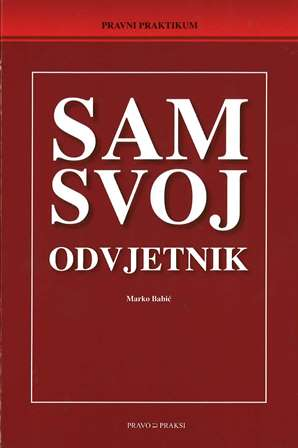 PRAVNI PRAKTIKUM
SAM
SVOJ
ODVJETNIK
Marko Babić
PRAVO U PRAKSI